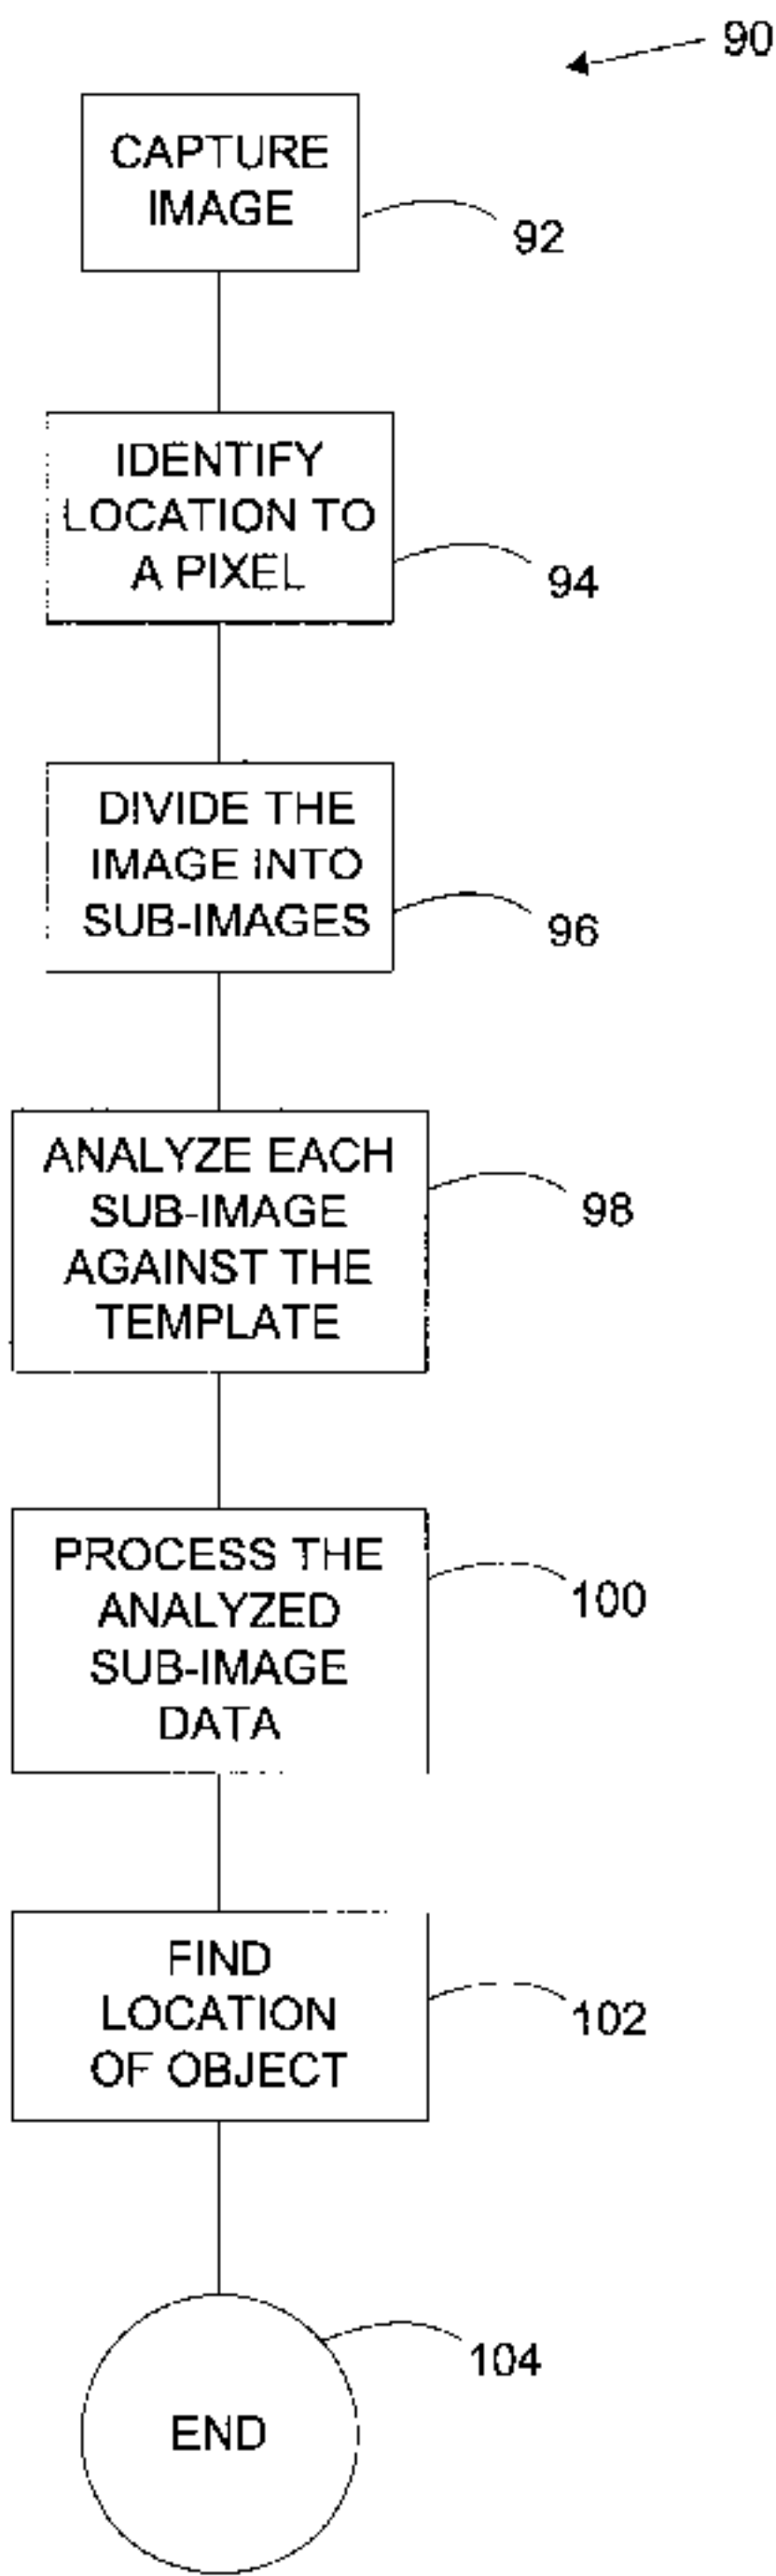 90
CAPTURE
IMAGE
92
IDENTIFY
LOCATION TO
A PIXEL
94
DIVIDE THE
IMAGE INTO
SUB-IMAGES
96
ANALYZE EACH
SUB-IMAGE
AGAINST THE
TEMPLATE
98
PROCESS THE
ANALYZED
SUB-IMAGE
DATA
100
FIND
LOCATION
OF OBJECT
102
END
104